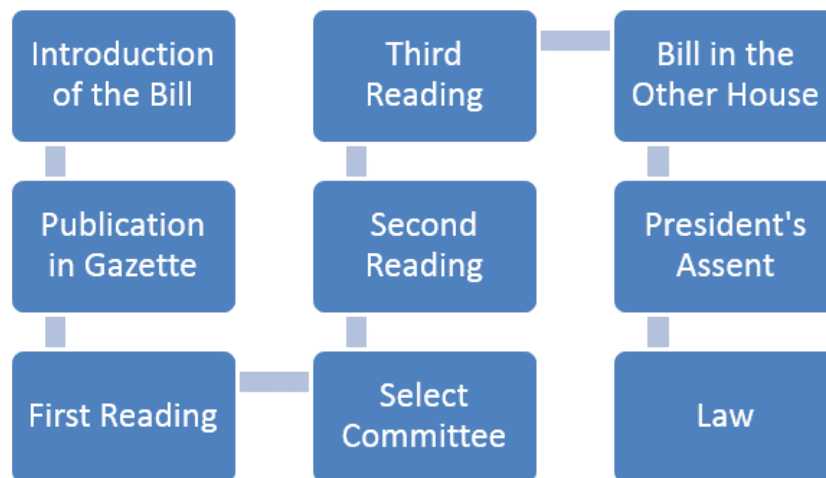 Introduction
of the Bill
Publication
in Gazette
First Reading
Select
Committee
Second
Reading
Third
Reading
Bill in the
Other House
President's
Assent
Law